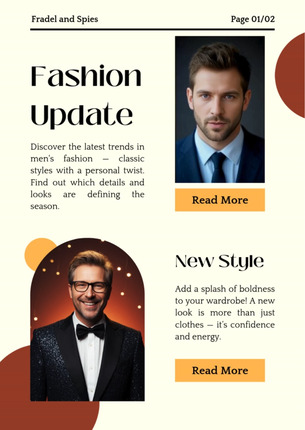 Fradel and Spies
Page 01/02
Fashion
Update
Discover the latest trends in
men's fashion — classic
styles with a personal twist.
Find out which details and
looks are defining the
season.
Read More
New Style
Add a splash of boldness
to your wardrobe! A new
look is more than just
clothes — it's confidence
and energy.
Read More